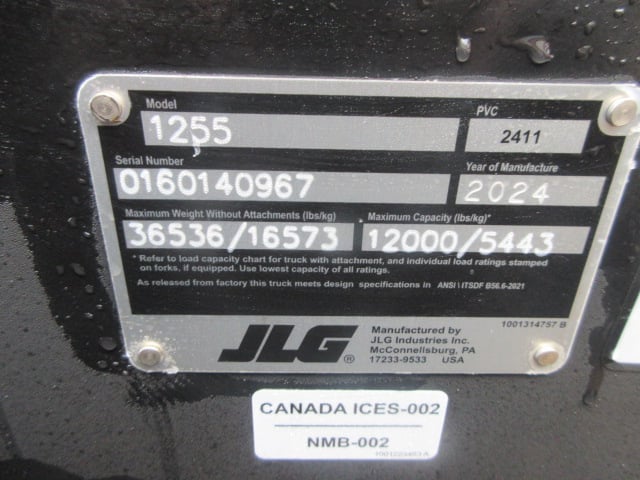 Model PVC
1255 2411
Serial Number Year of Manufacture
0160140967 2024
Maximum Weight Without Attachments (lbs/kg) Maximum Capacity (lbs/kg)*
36536/16573 12000/5443
* Refer to load capacity chart for truck with attachment, and individual load ratings stamped
on forks, if equipped. Use lowest capacity of all ratings.
As released from factory this truck meets design specifications in ANSI \ ITSDF B56.6-2021
JLG®
Manufactured by
JLG Industries Inc.
McConnellsburg, PA
17233-9533 USA
1001314757 B
CANADA ICES-002
NMB-002